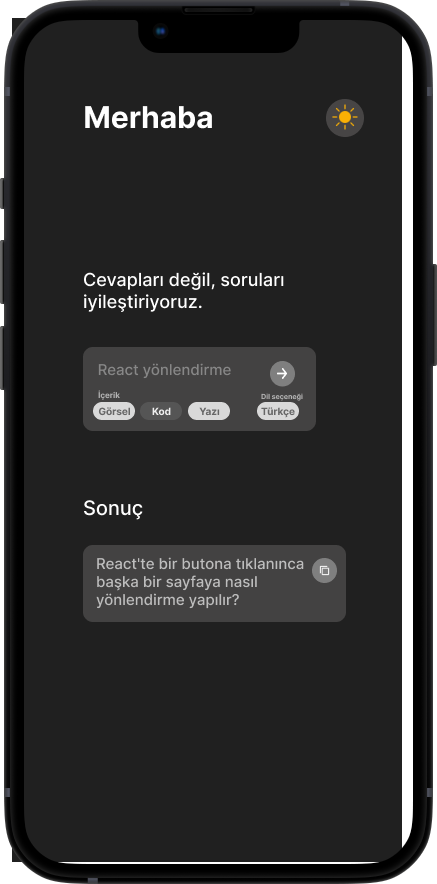 Merhaba
Cevapları değil, soruları
iyileştiriyoruz.
React yönlendirme
İçerik
Dil seçeneği
Görsel
Kod
Yazı
Türkçe
Sonuç
React'te bir butona tıklanınca
başka bir sayfaya nasıl
yönlendirme yapılır?